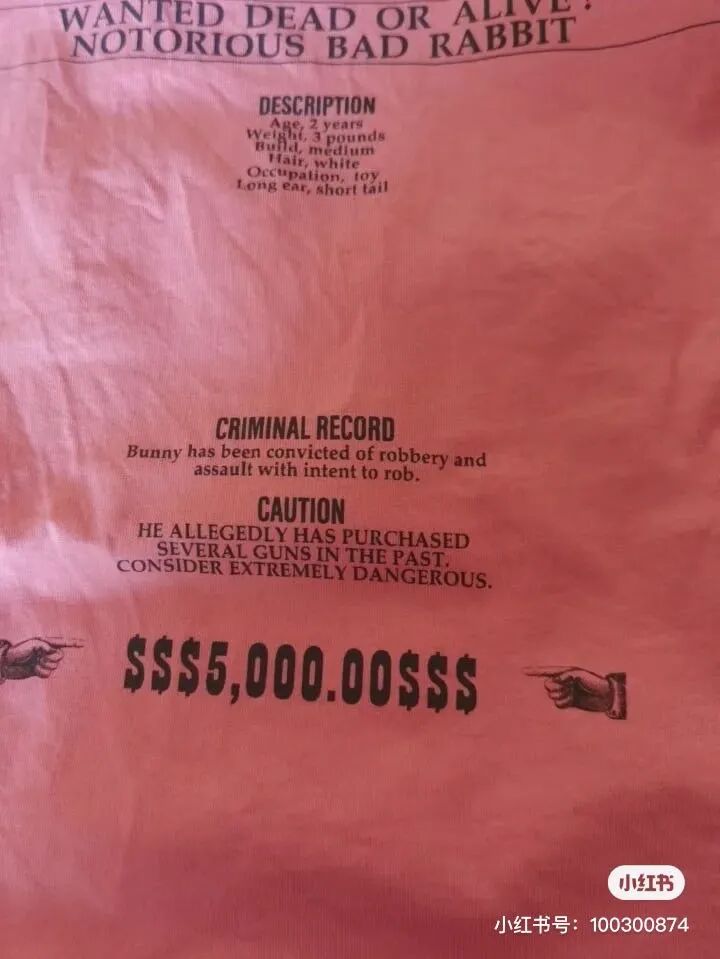 WANTED DEAD OR ALIVE!
NOTORIOUS BAD RABBIT
DESCRIPTION
Age, 2 years
Weight, 3 pounds
Build, medium
Hair, white
Occupation, toy
Long ear, short tail
CRIMINAL RECORD
Bunny has been convicted of robbery and
assault with intent to rob.
CAUTION
HE ALLEGEDLY HAS PURCHASED
SEVERAL GUNS IN THE PAST.
CONSIDER EXTREMELY DANGEROUS.
$$$5,000.00$$$
小红书
小红书号：100300874